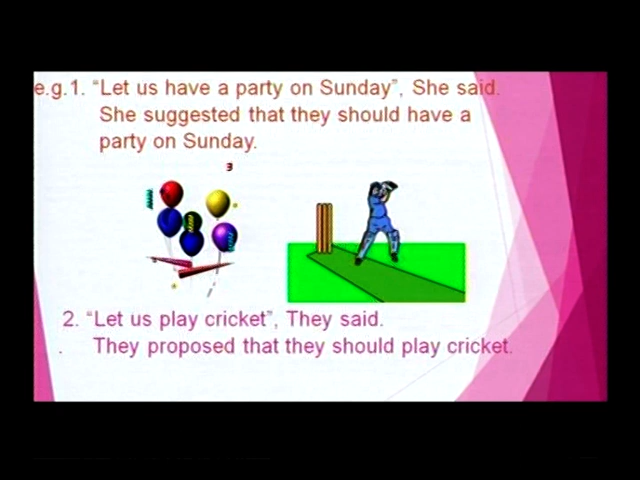 e.g.1. “Let us have a party on Sunday”, She said.
She suggested that they should have a
party on Sunday.
2. “Let us play cricket”, They said.
. They proposed that they should play cricket.